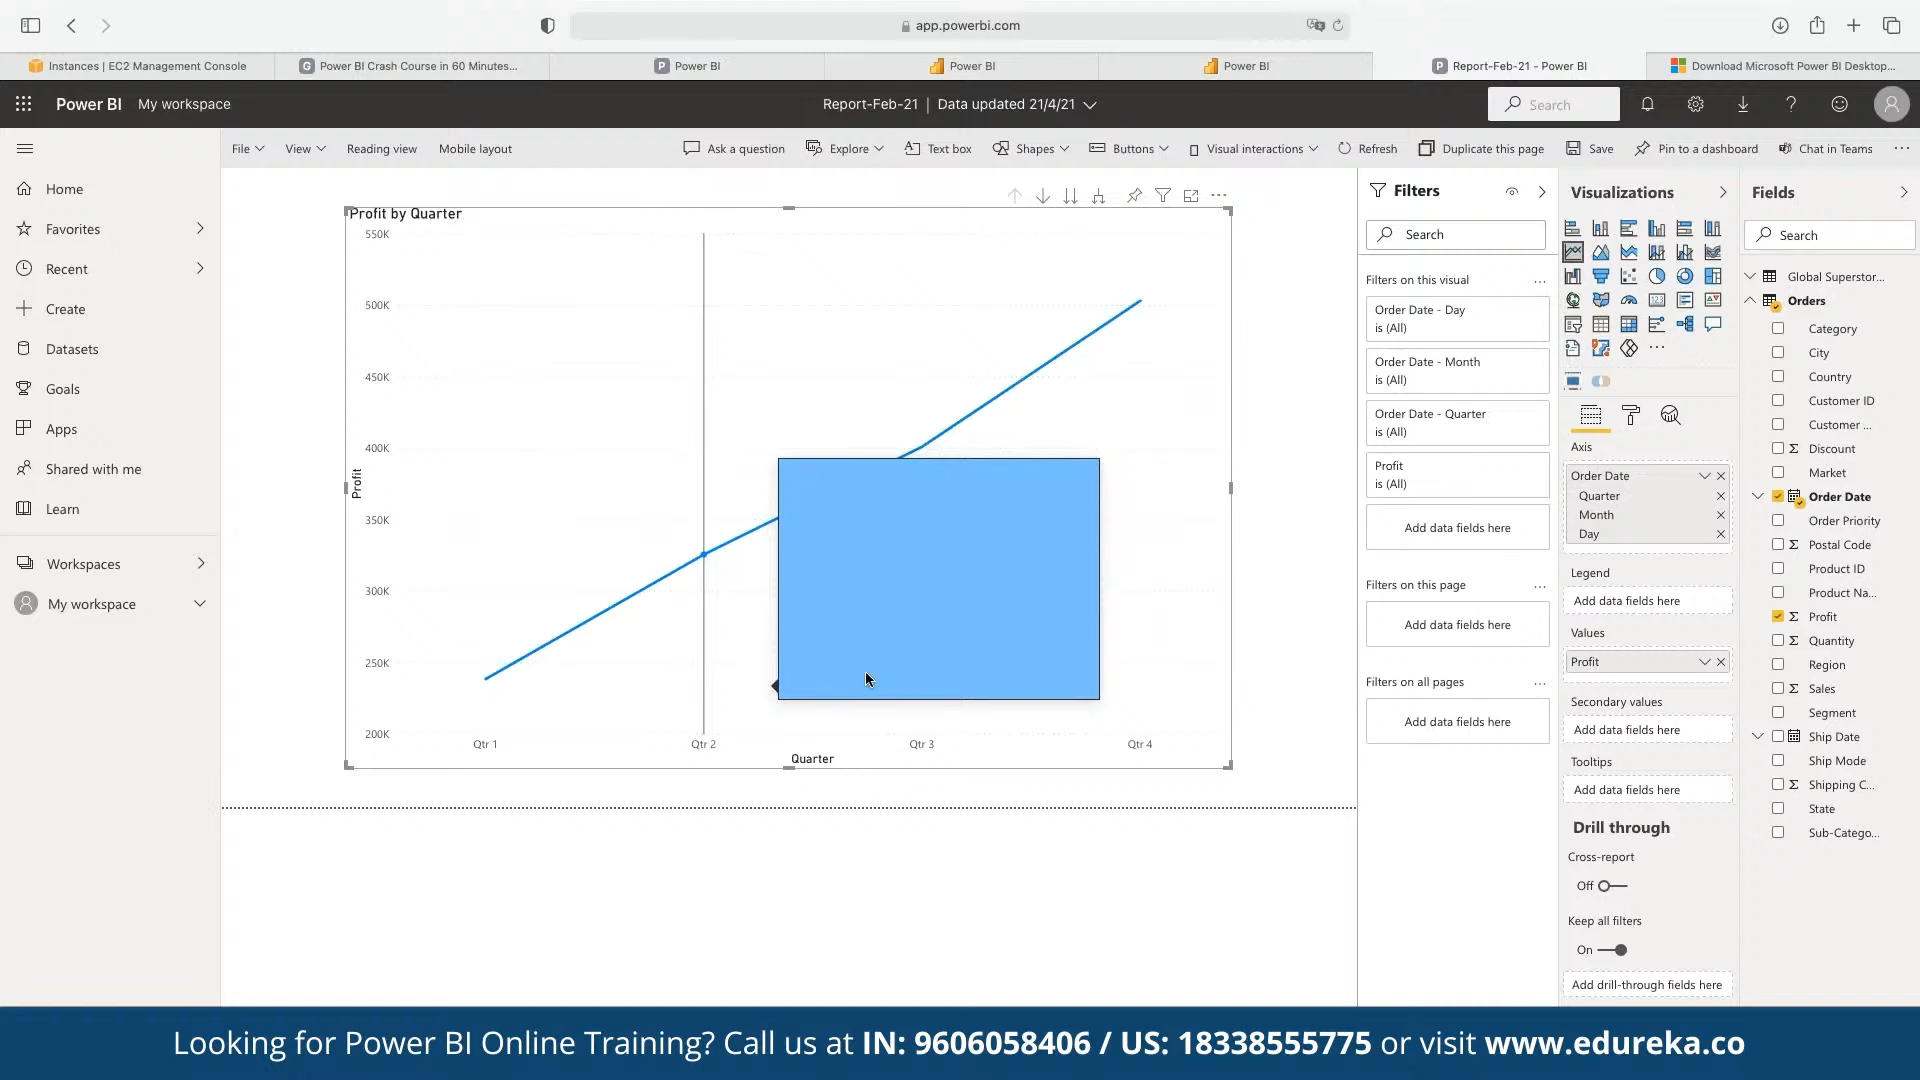 app.powerbi.com
Instances | EC2 Management Console
Power BI Crash Course in 60 Minutes...
Power BI
Power BI
Power BI
Report-Feb-21 - Power BI
Download Microsoft Power BI Desktop...
Power BI My workspace
Report-Feb-21 | Data updated 21/4/21
Search
File
View
Reading view
Mobile layout
Ask a question
Explore
Text box
Shapes
Buttons
Visual interactions
Refresh
Duplicate this page
Save
Pin to a dashboard
Chat in Teams
Home
Favorites
Recent
Create
Datasets
Goals
Apps
Shared with me
Learn
Workspaces
My workspace
Profit by Quarter
550K
500K
450K
400K
350K
300K
250K
200K
Profit
Qtr 1
Qtr 2
Qtr 3
Qtr 4
Quarter
Filters
Search
Filters on this visual
Order Date - Day
is (All)
Order Date - Month
is (All)
Order Date - Quarter
is (All)
Profit
is (All)
Add data fields here
Filters on this page
Add data fields here
Filters on all pages
Add data fields here
Visualizations
Axis
Order Date
Quarter
Month
Day
Legend
Add data fields here
Values
Profit
Secondary values
Add data fields here
Tooltips
Add data fields here
Drill through
Cross-report
Off
Keep all filters
On
Add drill-through fields here
Fields
Search
Global Superstor...
Orders
Category
City
Country
Customer ID
Customer ...
Discount
Market
Order Date
Order Priority
Postal Code
Product ID
Product Na...
Profit
Quantity
Region
Sales
Segment
Ship Date
Ship Mode
Shipping C...
State
Sub-Catego...
Looking for Power BI Online Training? Call us at IN: 9606058406 / US: 18338555775 or visit www.edureka.co